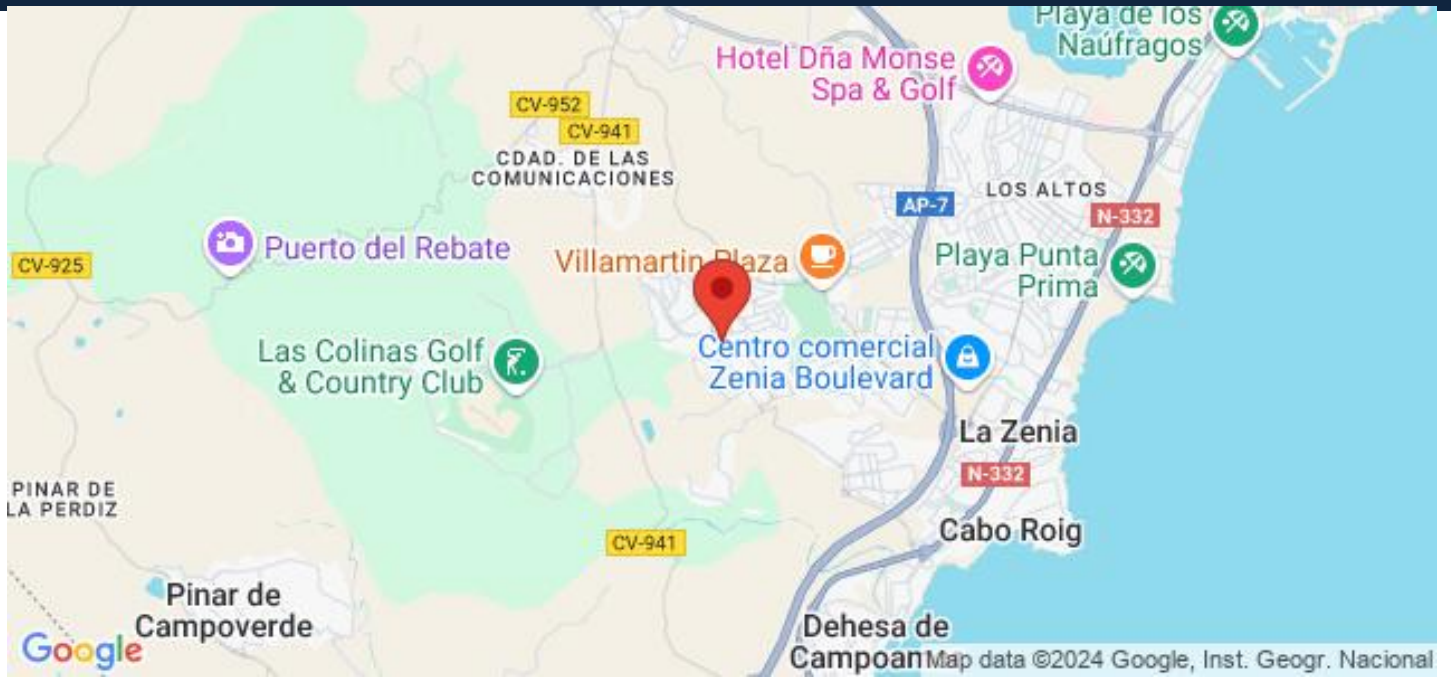 Playa de los
Naúfragos
Hotel Dña Monse
Spa & Golf
CV-952
CV-941
CDAD. DE LAS
COMUNICACIONES
LOS ALTOS
AP-7
N-332
Puerto del Rebate
CV-925
Villamartin Plaza
Playa Punta
Prima
Las Colinas Golf
& Country Club
Centro comercial
Zenia Boulevard
La Zenia
N-332
PINAR DE
LA PERDIZ
CV-941
Cabo Roig
Pinar de
Campoverde
Dehesa de
Google
Map data ©2024 Google, Inst. Geogr. Nacional